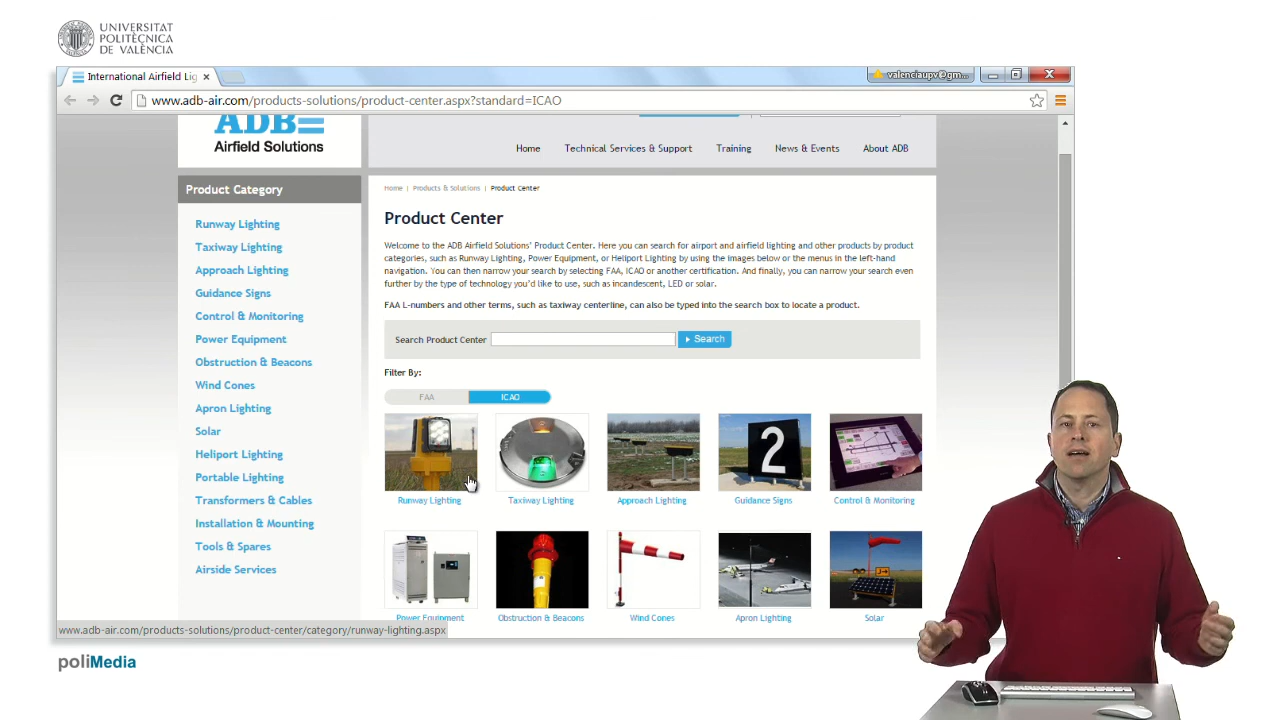 UNIVERSITAT
POLITÈCNICA
DE VALÈNCIA
International Airfield Lig
valenciaupv@gm...
www.adb-air.com/products-solutions/product-center.aspx?standard=ICAO
ADB
Airfield Solutions
Home Technical Services & Support Training News & Events About ADB
Product Category
Runway Lighting
Taxiway Lighting
Approach Lighting
Guidance Signs
Control & Monitoring
Power Equipment
Obstruction & Beacons
Wind Cones
Apron Lighting
Solar
Heliport Lighting
Portable Lighting
Transformers & Cables
Installation & Mounting
Tools & Spares
Airside Services
Home | Products & Solutions | Product Center
Product Center
Welcome to the ADB Airfield Solutions' Product Center. Here you can search for airport and airfield lighting and other products by product
categories, such as Runway Lighting, Power Equipment, or Heliport Lighting by using the images below or the menus in the left-hand
navigation. You can then narrow your search by selecting FAA, ICAO or another certification. And finally, you can narrow your search even
further by the type of technology you'd like to use, such as incandescent, LED or solar.
FAA L-numbers and other terms, such as taxiway centerline, can also be typed into the search box to locate a product.
Search Product Center Search
Filter By:
FAA ICAO
2
Runway Lighting Taxiway Lighting Approach Lighting Guidance Signs Control & Monitoring
Power Equipment Obstruction & Beacons Wind Cones Apron Lighting Solar
www.adb-air.com/products-solutions/product-center/category/runway-lighting.aspx
poliMedia